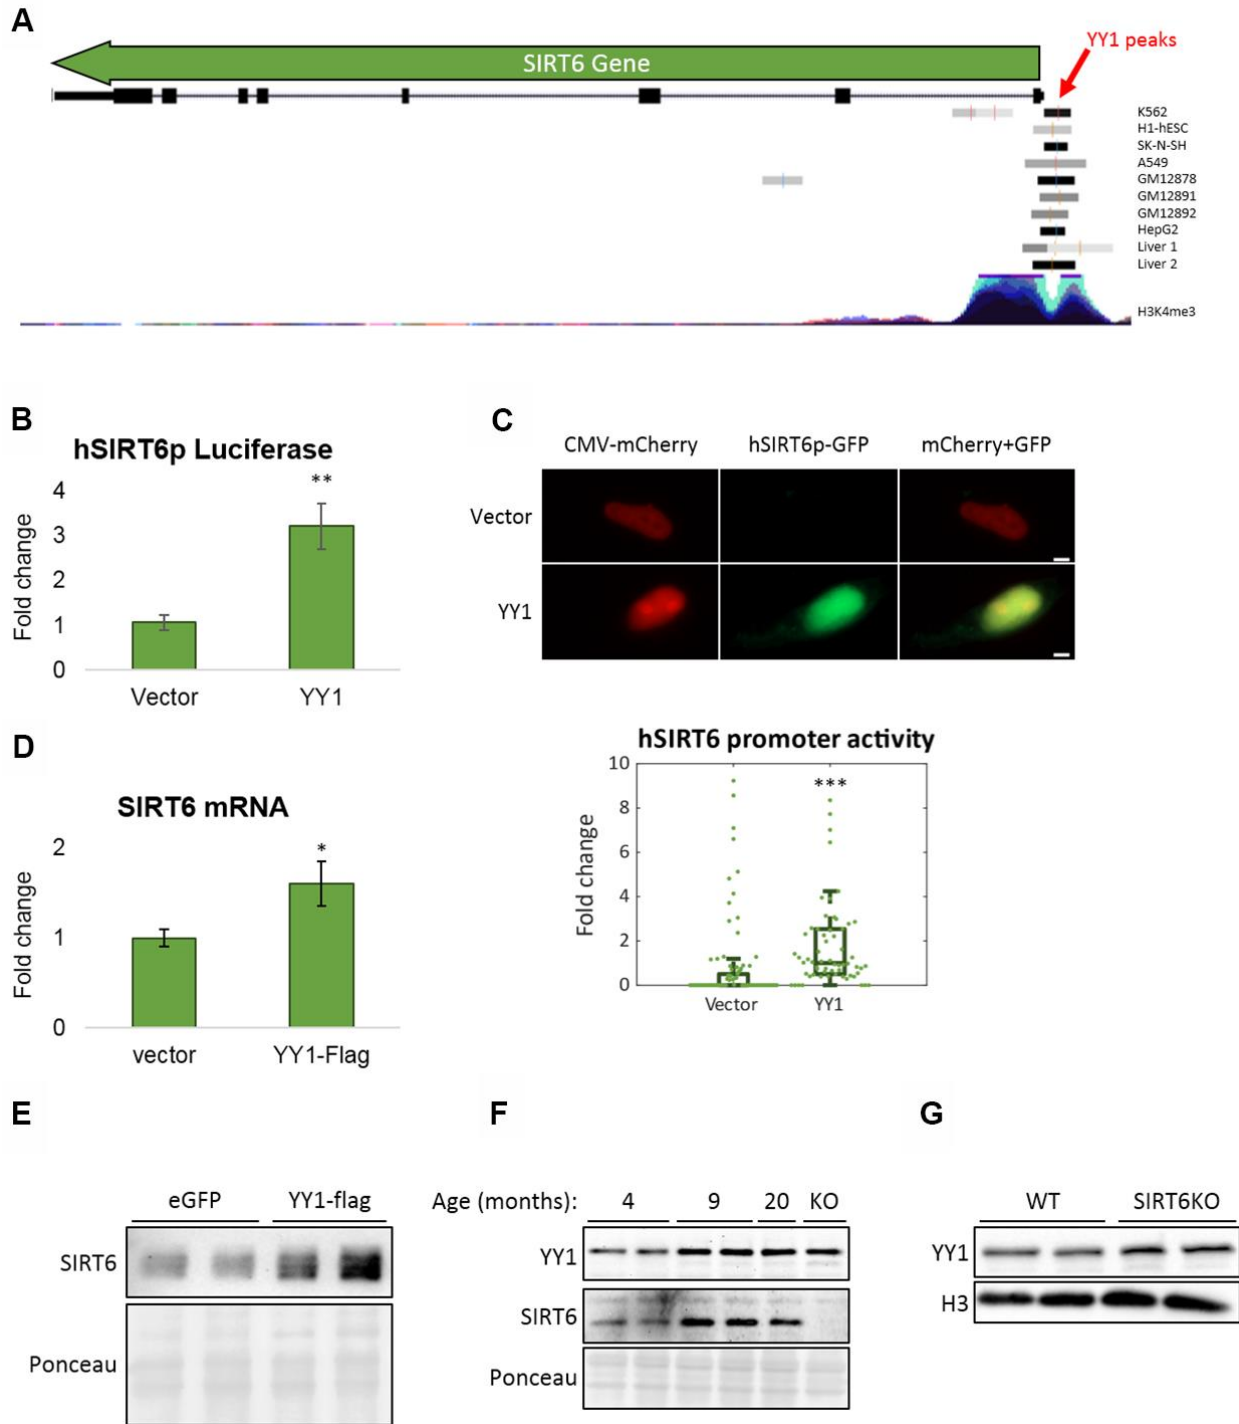 A
SIRT6 Gene
YY1 peaks
K562
H1-hESC
SK-N-SH
A549
GM12878
GM12891
GM12892
HepG2
Liver 1
Liver 2
H3K4me3
B
hSIRT6p Luciferase
**
4
3
2
1
0
Fold change
Vector YY1
C
CMV-mCherry hSIRT6p-GFP mCherry+GFP
Vector
YY1
hSIRT6 promoter activity
***
10
8
6
4
2
0
Fold change
Vector YY1
D
SIRT6 mRNA
*
2
1
0
Fold change
vector YY1-Flag
E
eGFP YY1-flag
SIRT6
Ponceau
F
Age (months): 4 9 20 KO
YY1
SIRT6
Ponceau
G
WT SIRT6KO
YY1
H3